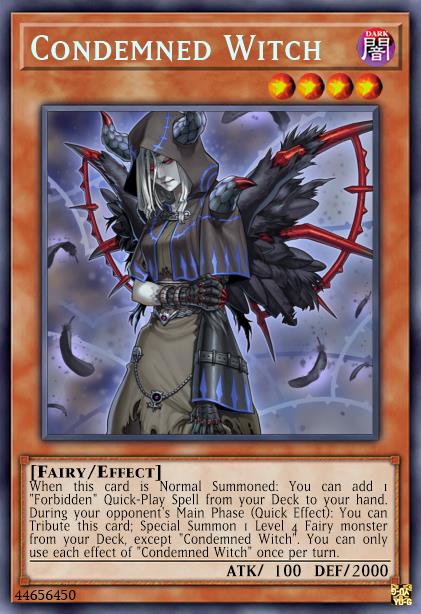 CONDEMNED WITCH
DARK
闇
[FAIRY/EFFECT]
When this card is Normal Summoned: You can add 1
"Forbidden" Quick-Play Spell from your Deck to your hand.
During your opponent's Main Phase (Quick Effect): You can
Tribute this card; Special Summon 1 Level 4 Fairy monster
from your Deck, except "Condemned Witch". You can only
use each effect of "Condemned Witch" once per turn.
ATK/ 100 DEF/2000
44656450